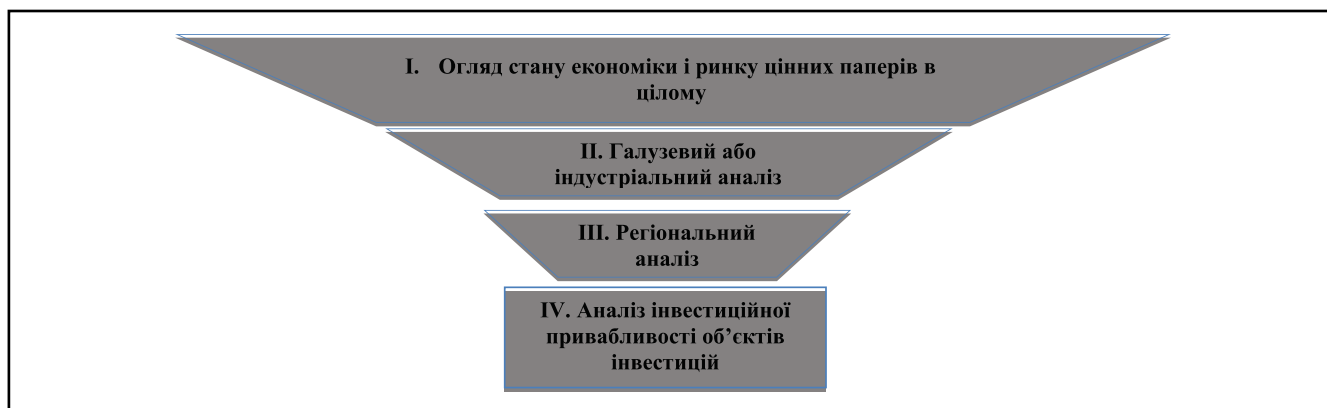 I. Огляд стану економіки і ринку цінних паперів в
цілому
II. Галузевий або
індустріальний аналіз
III. Регіональний
аналіз
IV. Аналіз інвестиційної
привабливості об’єктів
інвестицій